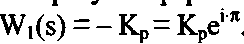 W₁(s) = – Kₚ = Kₚeⁱ·π.